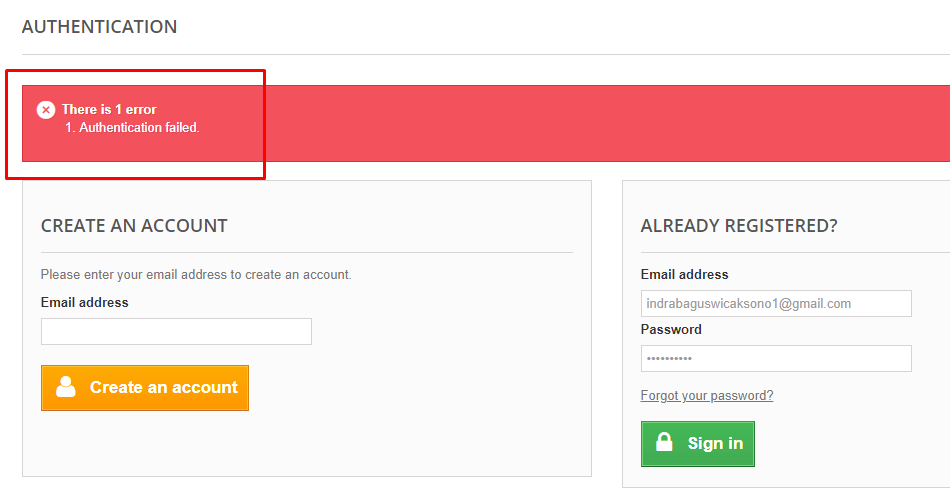 AUTHENTICATION
There is 1 error
1. Authentication failed.
CREATE AN ACCOUNT
Please enter your email address to create an account.
Email address
Create an account
ALREADY REGISTERED?
Email address
indrabaguswicaksono1@gmail.com
Password
••••••••••
Forgot your password?
Sign in